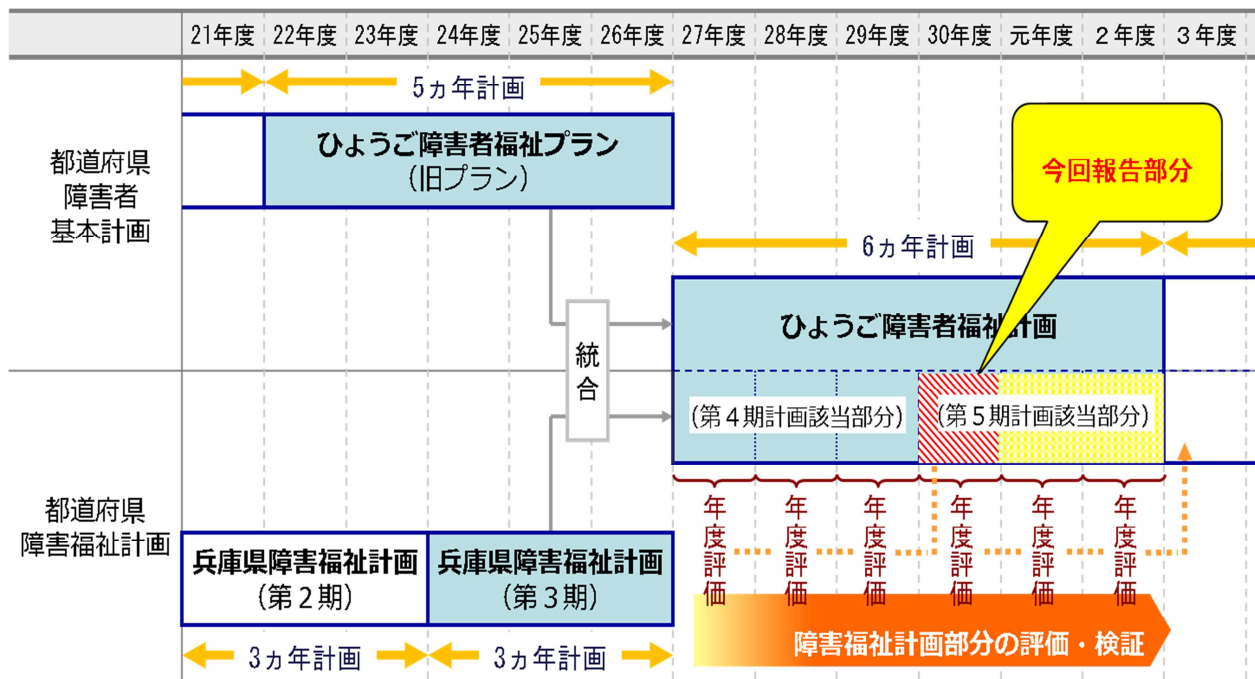 21年度 22年度 23年度 24年度 25年度 26年度 27年度 28年度 29年度 30年度 元年度 2年度 3年度
5ヵ年計画
ひょうご障害者福祉プラン
(旧プラン)
都道府県
障害者
基本計画
今回報告部分
6ヵ年計画
ひょうご障害者福祉計画
統合
(第4期計画該当部分)
(第5期計画該当部分)
都道府県
障害福祉計画
兵庫県障害福祉計画
(第2期)
兵庫県障害福祉計画
(第3期)
3ヵ年計画
3ヵ年計画
年度評価
年度評価
年度評価
年度評価
年度評価
年度評価
障害福祉計画部分の評価・検証